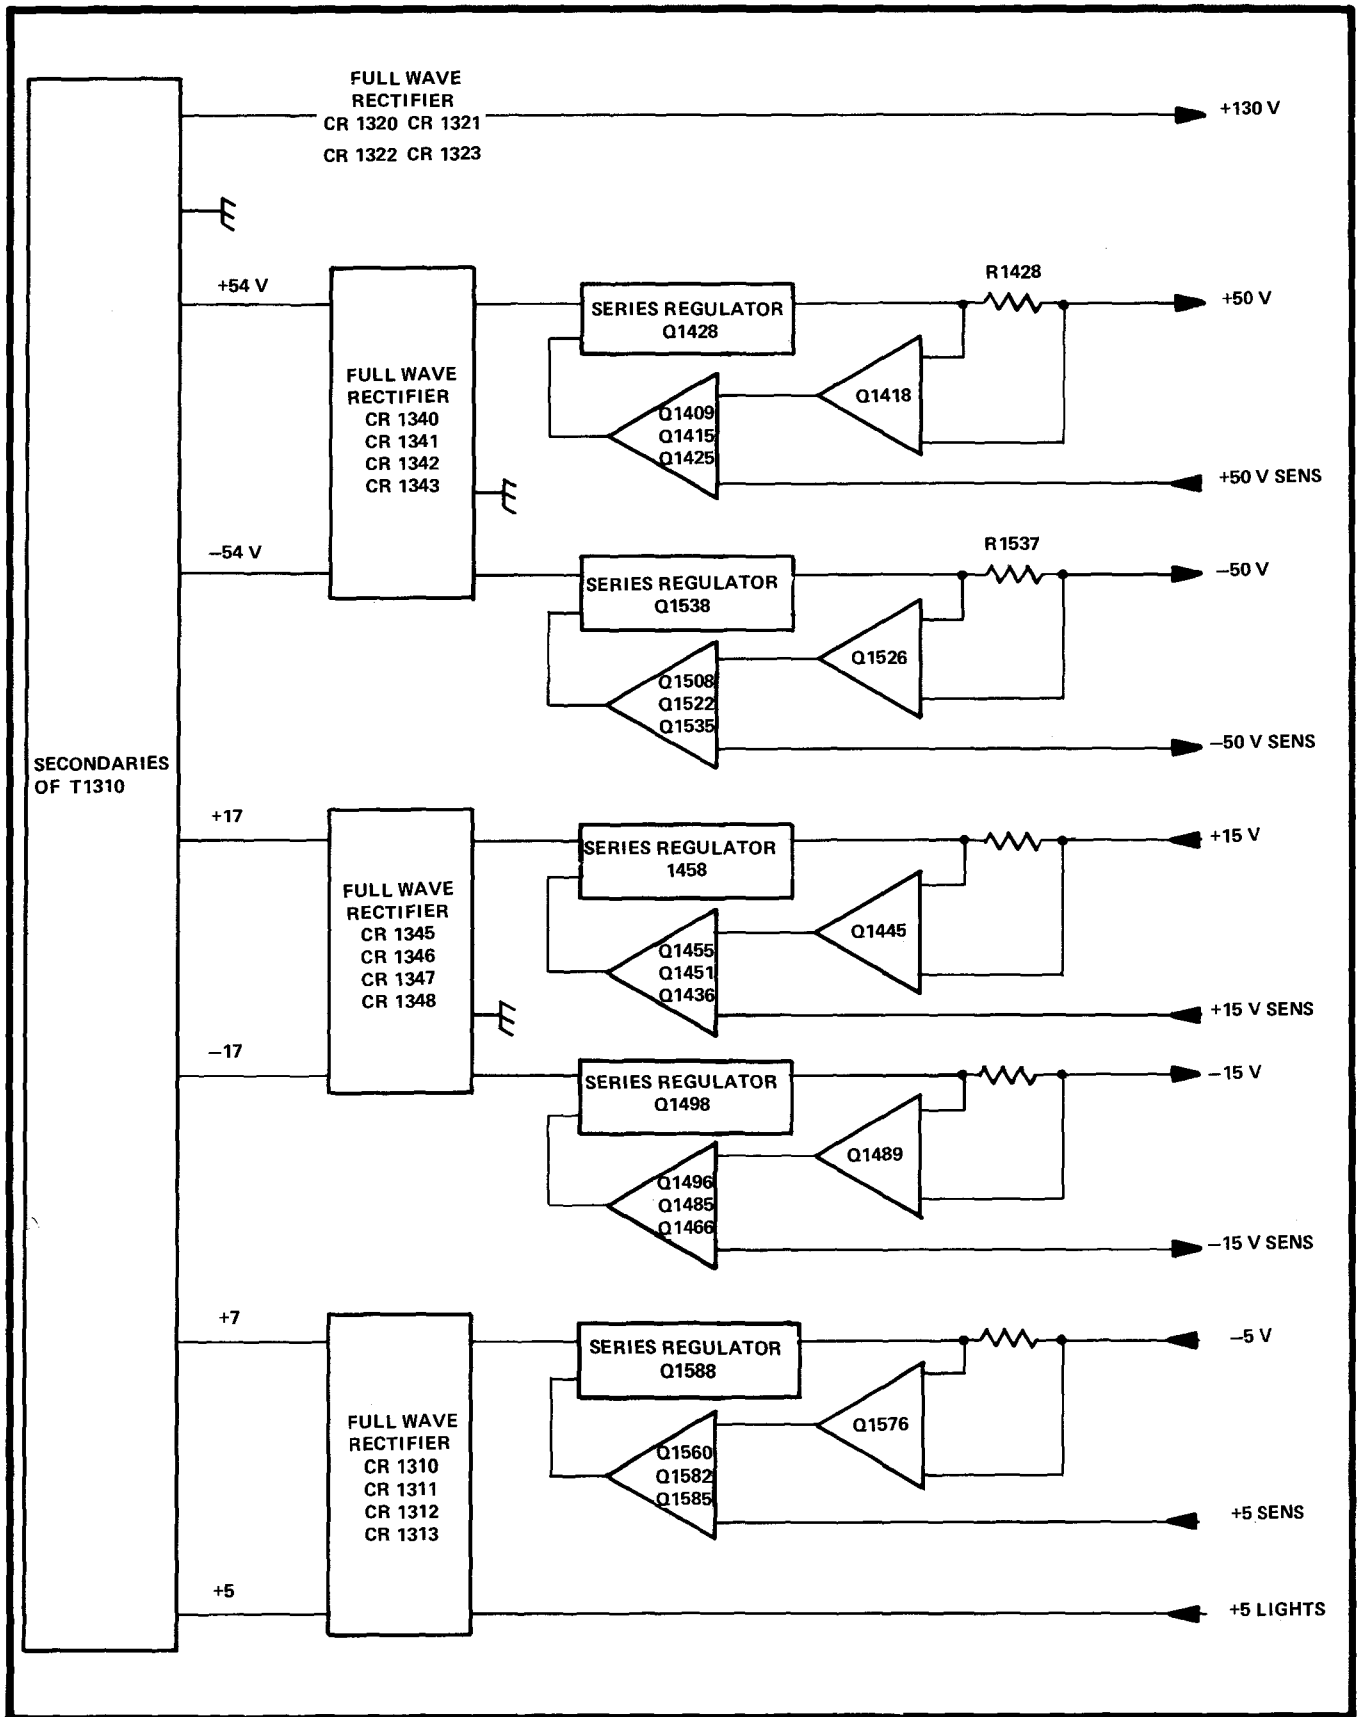 FULL WAVE
RECTIFIER
CR 1320 CR 1321
CR 1322 CR 1323
+130 V
+54 V
FULL WAVE
RECTIFIER
CR 1340
CR 1341
CR 1342
CR 1343
SERIES REGULATOR
Q1428
R1428
+50 V
Q1418
Q1409
Q1415
Q1425
+50 V SENS
−54 V
SERIES REGULATOR
Q1538
R1537
−50 V
Q1526
Q1508
Q1522
Q1535
−50 V SENS
SECONDARIES
OF T1310
+17
FULL WAVE
RECTIFIER
CR 1345
CR 1346
CR 1347
CR 1348
SERIES REGULATOR
1458
+15 V
Q1445
Q1455
Q1451
Q1436
+15 V SENS
−17
SERIES REGULATOR
Q1498
−15 V
Q1489
Q1496
Q1485
Q1466
−15 V SENS
+7
FULL WAVE
RECTIFIER
CR 1310
CR 1311
CR 1312
CR 1313
SERIES REGULATOR
Q1588
−5 V
Q1576
Q1560
Q1582
Q1585
+5 SENS
+5
+5 LIGHTS